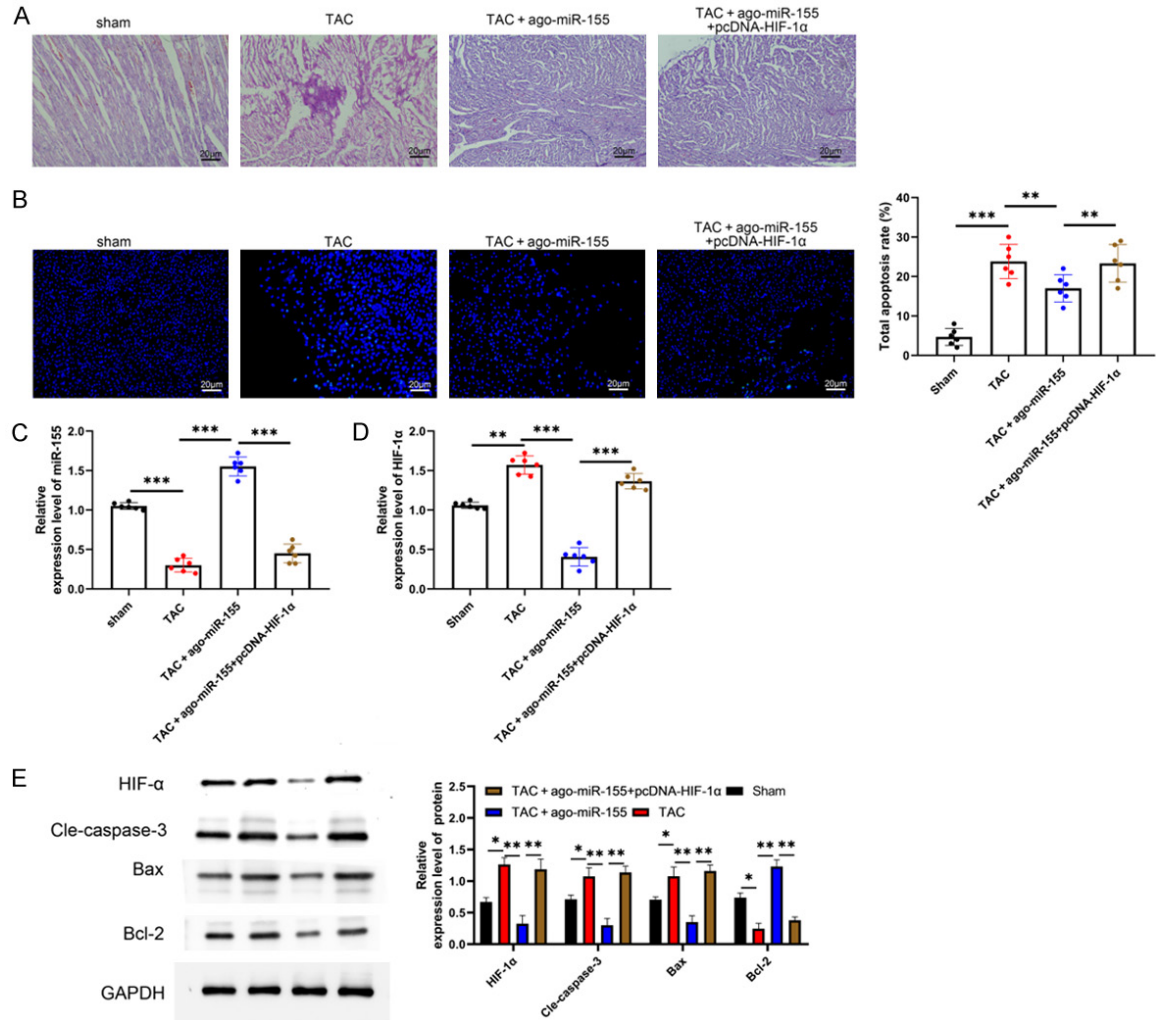 A
sham
TAC
TAC + ago-miR-155
TAC + ago-miR-155
+pcDNA-HIF-1α
20μm
20μm
20μm
20μm
B
sham
TAC
TAC + ago-miR-155
TAC + ago-miR-155
+pcDNA-HIF-1α
20μm
20μm
20μm
20μm
Total apoptosis rate (%)
40
30
20
10
0
***
**
**
Sham
TAC
TAC + ago-miR-155
TAC + ago-miR-155+pcDNA-HIF-1α
C
Relative
expression level of miR-155
2.0
1.5
1.0
0.5
0.0
***
***
***
sham
TAC
TAC + ago-miR-155
TAC + ago-miR-155+pcDNA-HIF-1α
D
Relative
expression level of HIF-1α
2.0
1.5
1.0
0.5
0.0
**
***
***
Sham
TAC
TAC + ago-miR-155
TAC + ago-miR-155+pcDNA-HIF-1α
E
HIF-α
Cle-caspase-3
Bax
Bcl-2
GAPDH
Relative
expression level of protein
2.0
1.5
1.0
0.5
0.0
TAC + ago-miR-155+pcDNA-HIF-1α
Sham
TAC + ago-miR-155
TAC
* ** **
* ** **
* ** **
* ** **
HIF-1α
Cle-caspase-3
Bax
Bcl-2